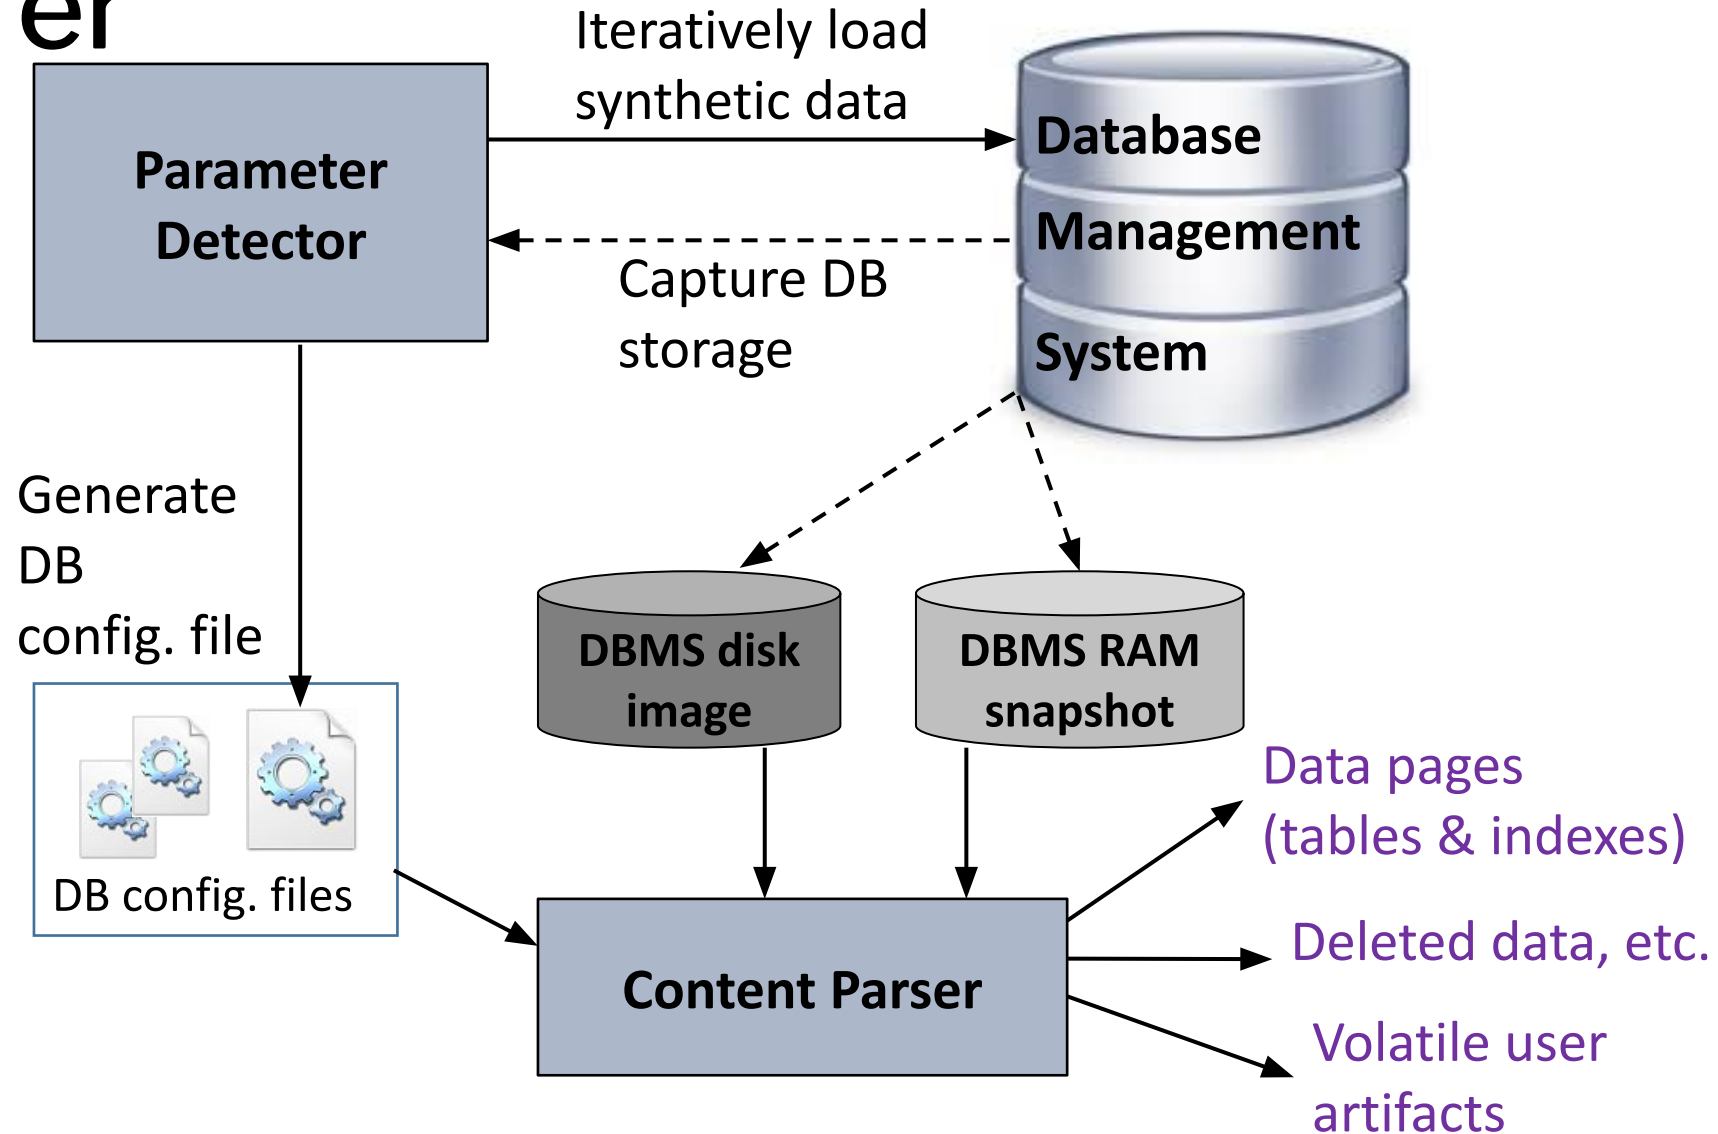 er
Iteratively load
synthetic data
Parameter
Detector
Database
Management
System
Capture DB
storage
Generate
DB
config. file
DBMS disk
image
DBMS RAM
snapshot
DB config. files
Content Parser
Data pages
(tables & indexes)
Deleted data, etc.
Volatile user
artifacts